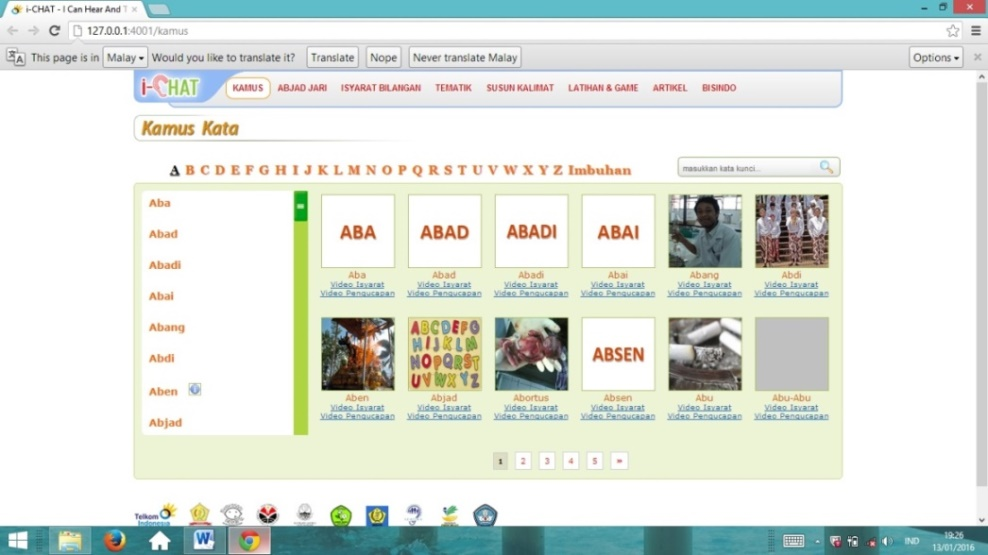 i-CHAT - I Can Hear And T
127.0.0.1:4001/kamus
This page is in Malay Would you like to translate it? Translate Nope Never translate Malay Options
i-CHAT KAMUS ABJAD JARI ISYARAT BILANGAN TEMATIK SUSUN KALIMAT LATIHAN & GAME ARTIKEL BISINDO
Kamus Kata
A B C D E F G H I J K L M N O P Q R S T U V W X Y Z Imbuhan
masukkan kata kunci...
Aba
Abad
Abadi
Abai
Abang
Abdi
Aben
Abjad
ABA ABAD ABADI ABAI
Aba Abad Abadi Abai Abang Abdi
Video Isyarat Video Isyarat Video Isyarat Video Isyarat Video Isyarat Video Isyarat
Video Pengucapan Video Pengucapan Video Pengucapan Video Pengucapan Video Pengucapan Video Pengucapan
ABCDEFG
HIJKLM
NOPQRST
UVWXYZ
ABSEN
Aben Abjad Abortus Absen Abu Abu-Abu
Video Isyarat Video Isyarat Video Isyarat Video Isyarat Video Isyarat Video Isyarat
Video Pengucapan Video Pengucapan Video Pengucapan Video Pengucapan Video Pengucapan Video Pengucapan
1 2 3 4 5 »
Telkom
Indonesia
IND
19:26
13/01/2016